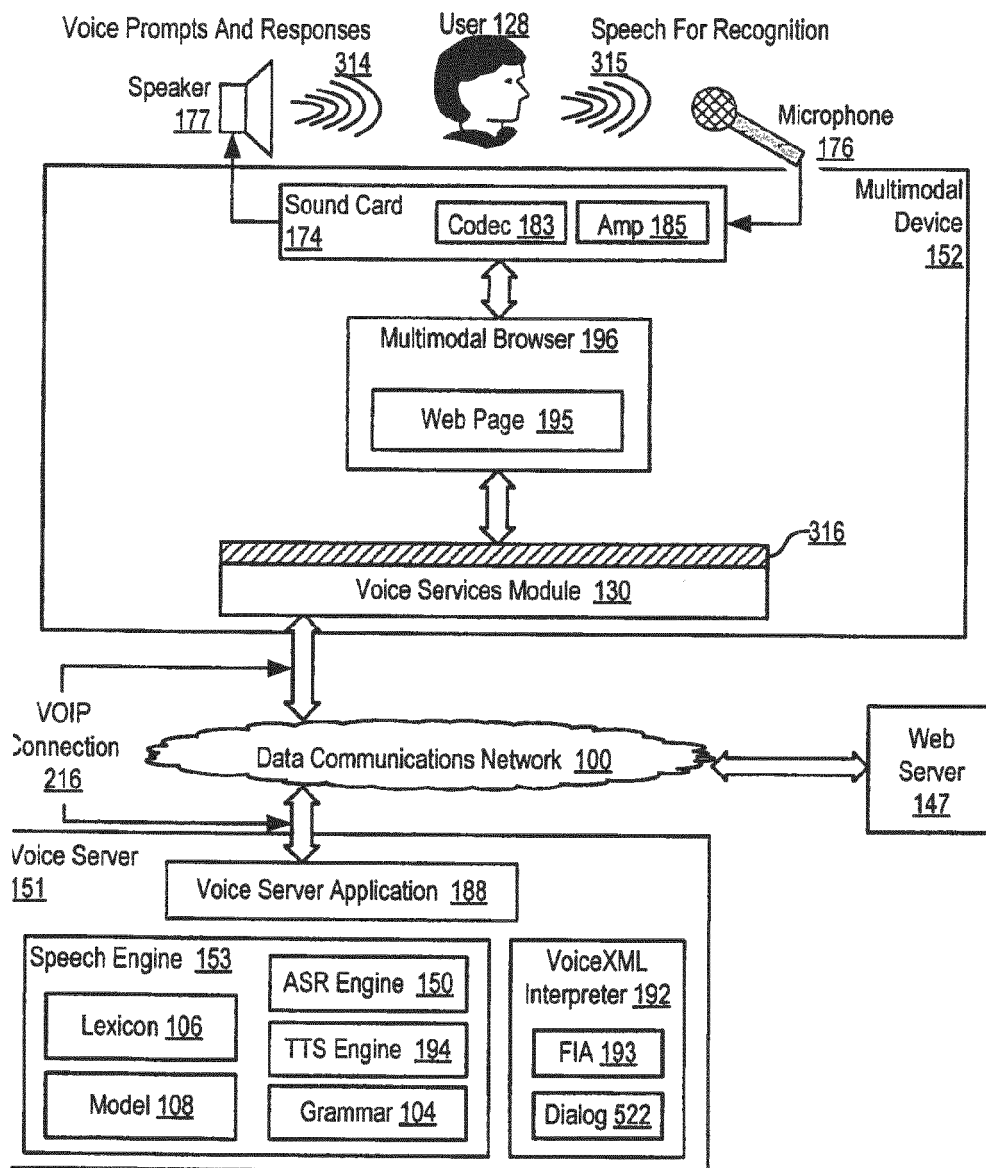 Voice Prompts And Responses
314
User 128
Speech For Recognition
315
Speaker
177
Microphone
176
Multimodal
Device
152
Sound Card
174
Codec 183
Amp 185
Multimodal Browser 196
Web Page 195
316
Voice Services Module 130
VOIP
Connection
216
Data Communications Network 100
Web
Server
147
Voice Server
151
Voice Server Application 188
Speech Engine 153
Lexicon 106
Model 108
ASR Engine 150
TTS Engine 194
Grammar 104
VoiceXML
Interpreter 192
FIA 193
Dialog 522